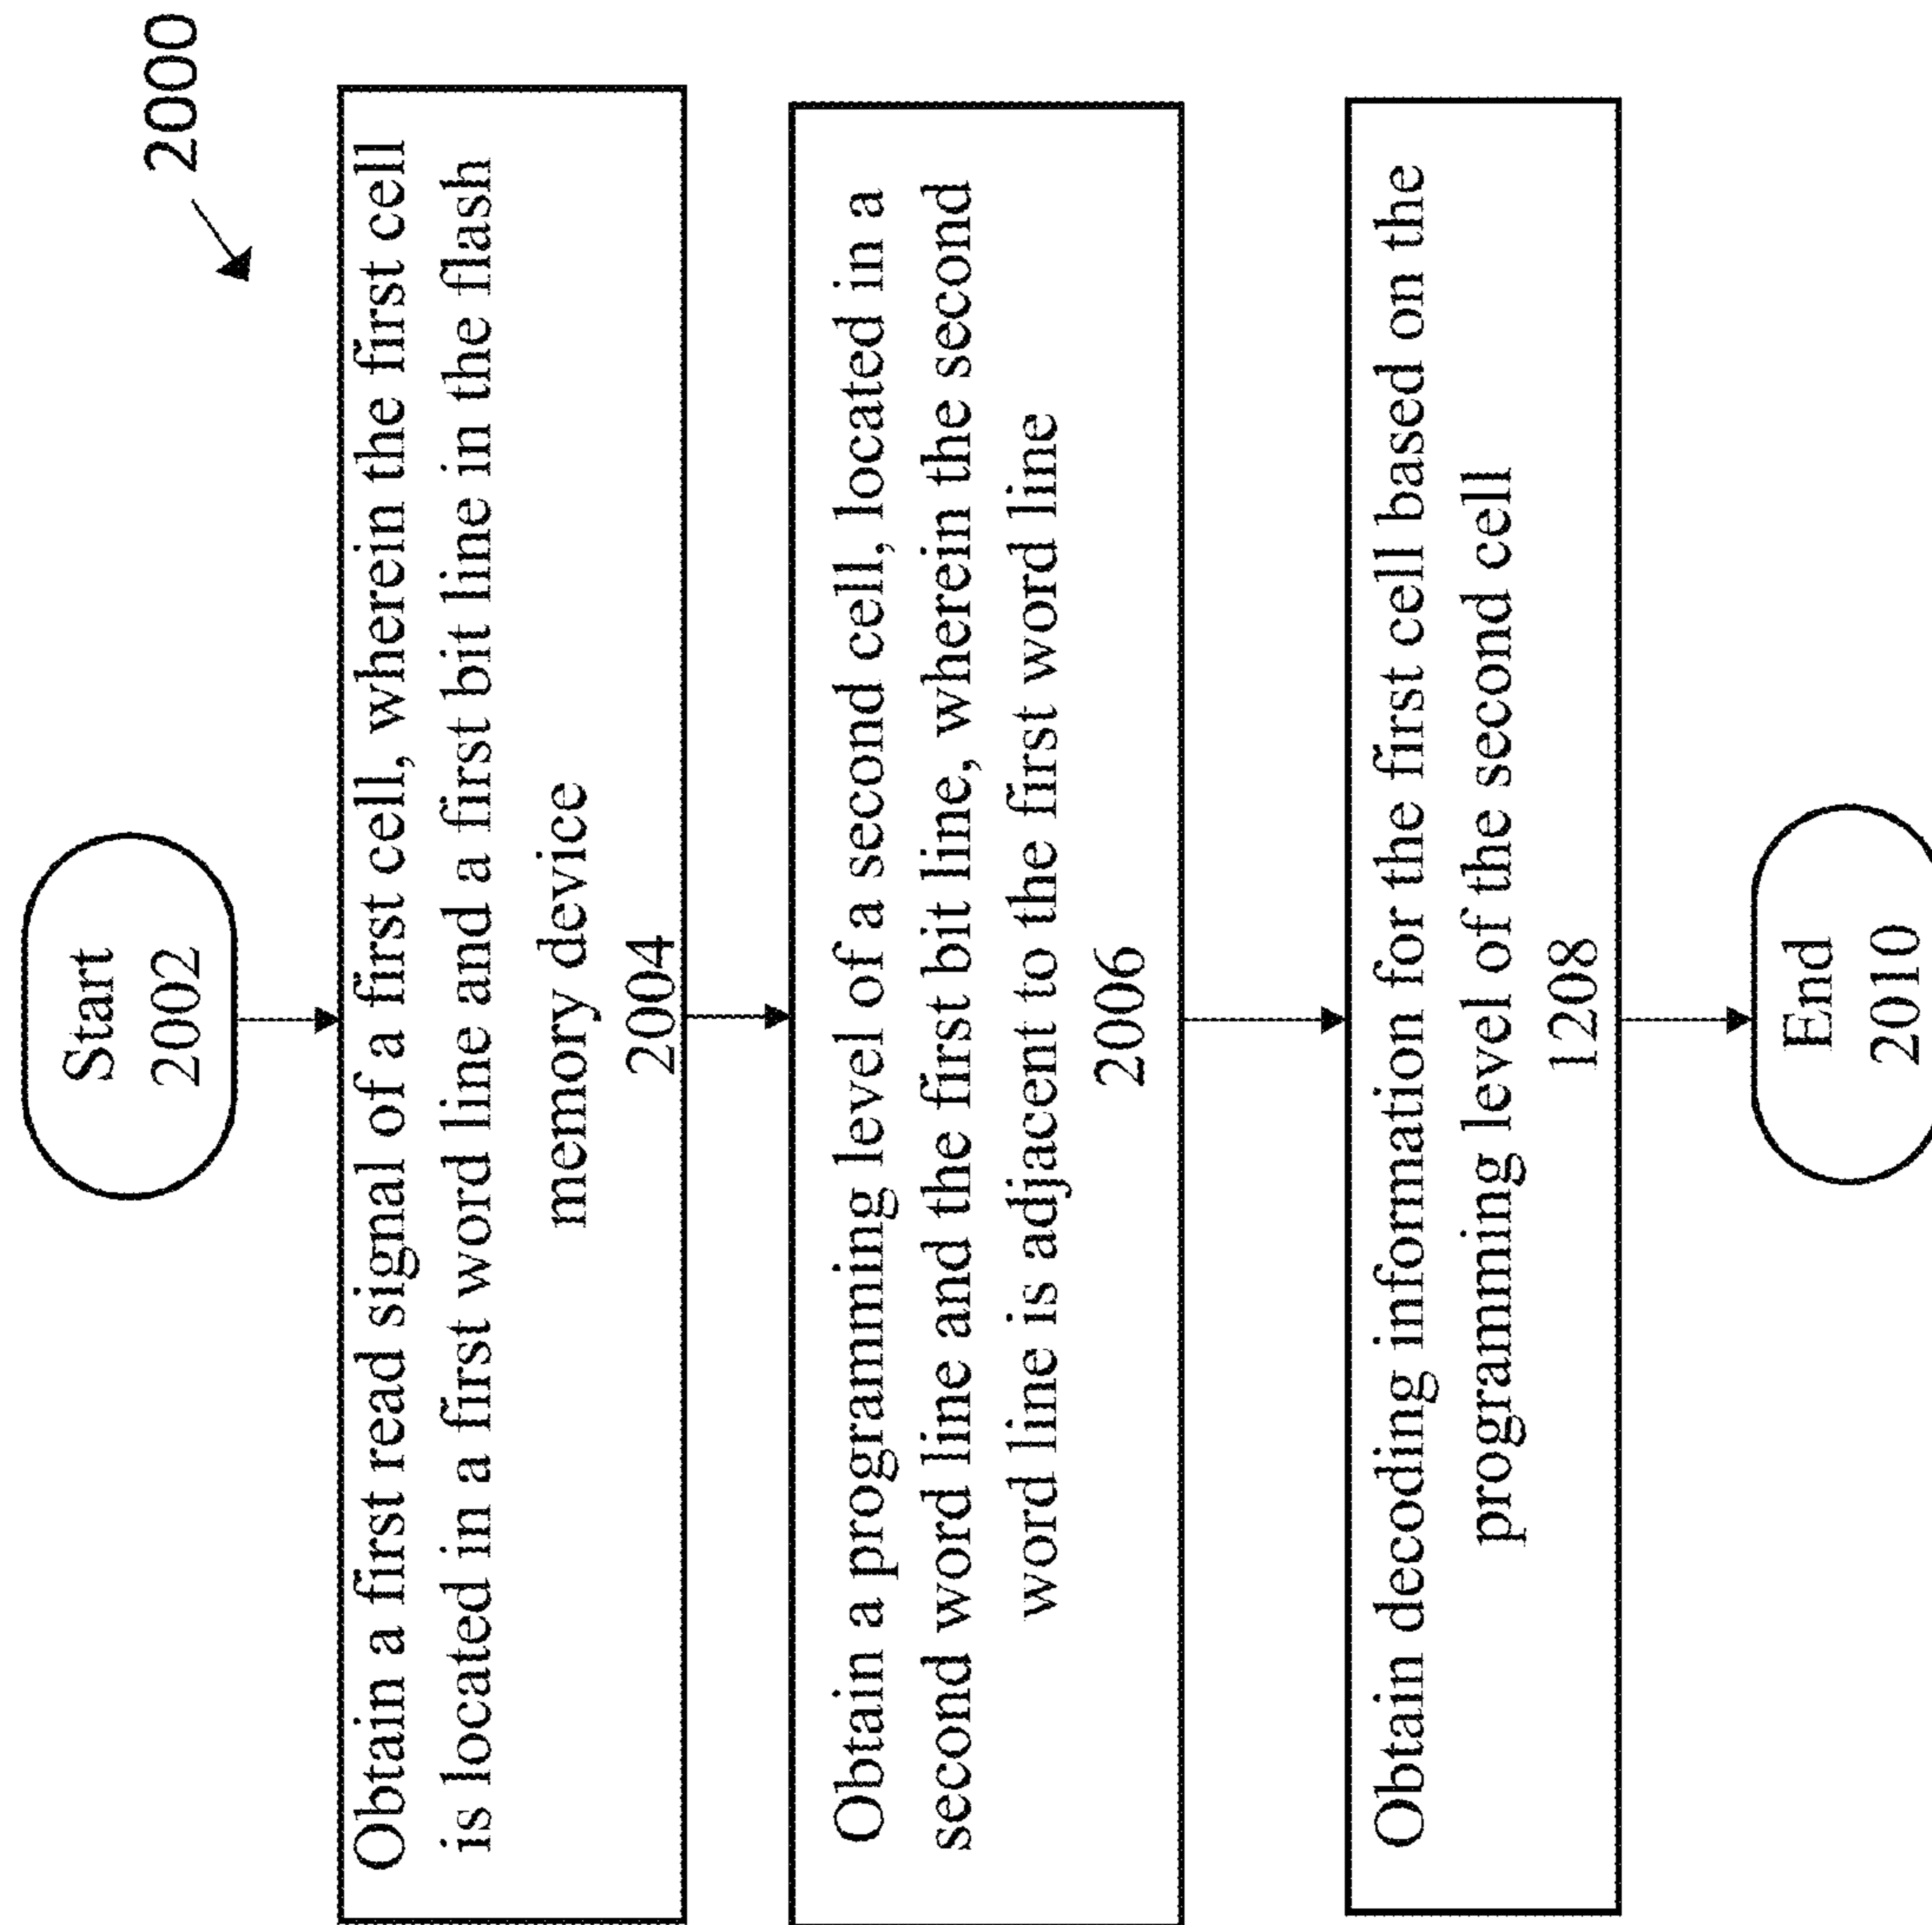 2000
Start
2002
Obtain a first read signal of a first cell, wherein the first cell
is located in a first word line and a first bit line in the flash
memory device
2004
Obtain a programming level of a second cell, located in a
second word line and the first bit line, wherein the second
word line is adjacent to the first word line
2006
Obtain decoding information for the first cell based on the
programming level of the second cell
1208
End
2010